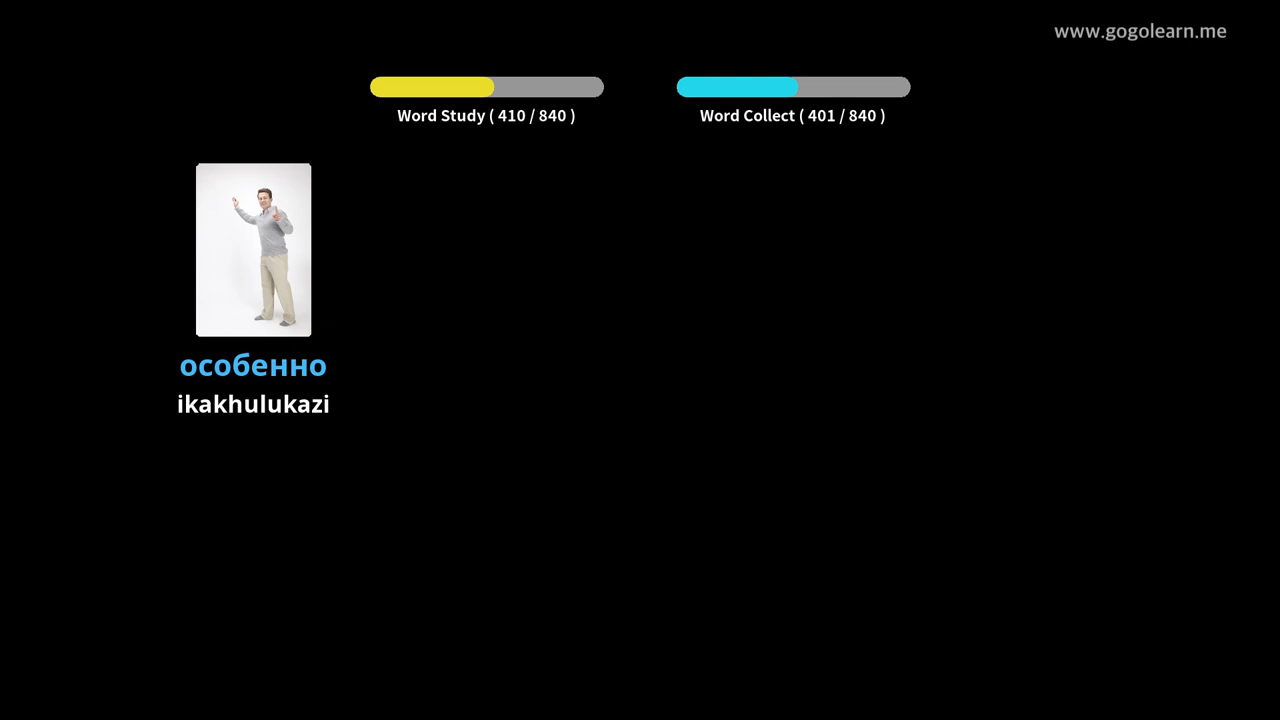 www.gogolearn.me
Word Study ( 410 / 840 )
Word Collect ( 401 / 840 )
особенно
ikakhulukazi